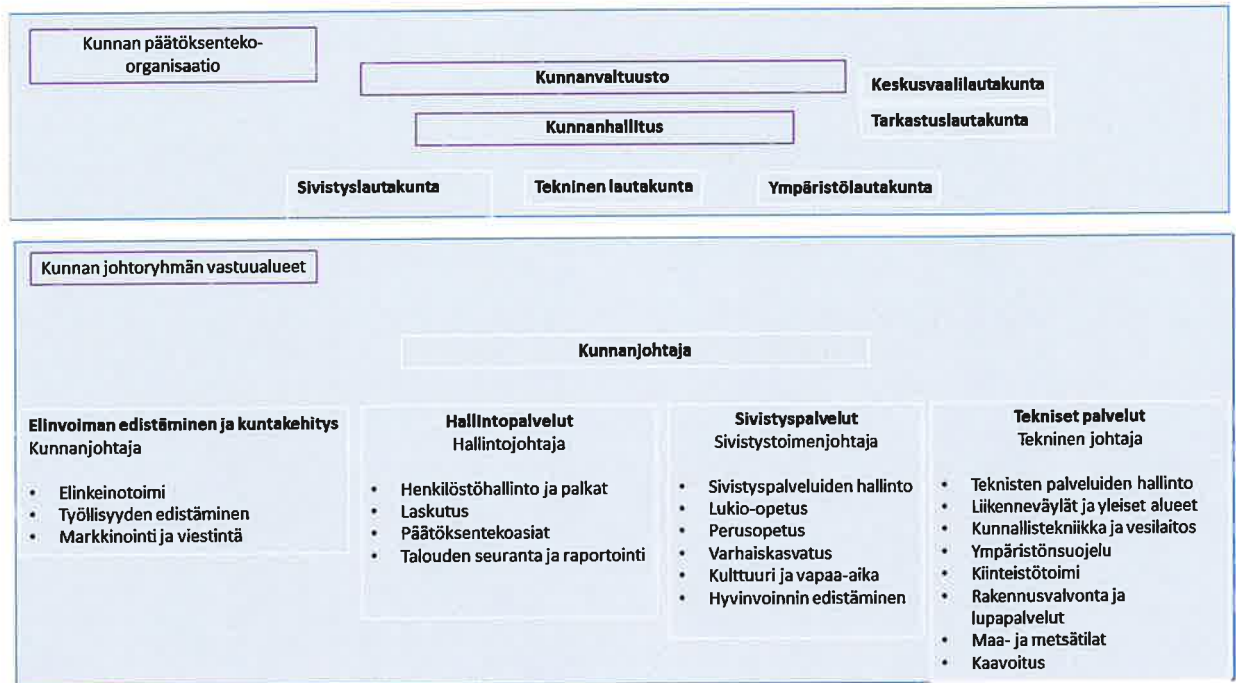 Kunnan päätöksenteko-
organisaatio
Kunnanvaltuusto
Keskusvaalilautakunta
Kunnanhallitus
Tarkastuslautakunta
Sivistyslautakunta
Tekninen lautakunta
Ympäristölautakunta
Kunnan johtoryhmän vastuualueet
Kunnanjohtaja
Elinvoiman edistäminen ja kuntakehitys
Kunnanjohtaja
• Elinkeinotoimi
• Työllisyyden edistäminen
• Markkinointi ja viestintä
Hallintopalvelut
Hallintojohtaja
• Henkilöstöhallinto ja palkat
• Laskutus
• Päätöksentekoasiat
• Talouden seuranta ja raportointi
Sivistyspalvelut
Sivistystoimenjohtaja
• Sivistyspalveluiden hallinto
• Lukio-opetus
• Perusopetus
• Varhaiskasvatus
• Kulttuuri ja vapaa-aika
• Hyvinvoinnin edistäminen
Tekniset palvelut
Tekninen johtaja
• Teknisten palveluiden hallinto
• Liikenneväylät ja yleiset alueet
• Kunnallistekniikka ja vesilaitos
• Ympäristönsuojelu
• Kiinteistötoimi
• Rakennusvalvonta ja
lupapalvelut
• Maa- ja metsätilat
• Kaavoitus